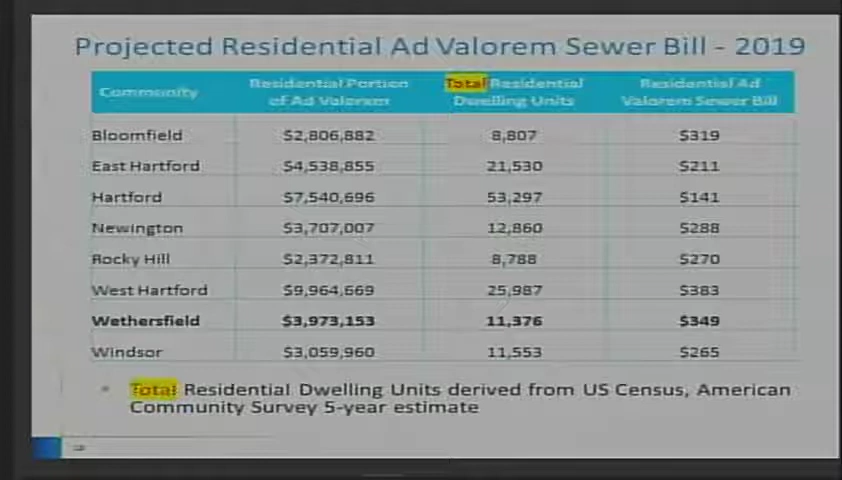 Projected Residential Ad Valorem Sewer Bill - 2019
Community Residential Portion of Ad Valorem Total Residential Dwelling Units Residential Ad Valorem Sewer Bill
Bloomfield $2,806,882 8,807 $319
East Hartford $4,538,855 21,530 $211
Hartford $7,540,696 53,297 $141
Newington $3,707,007 12,860 $288
Rocky Hill $2,372,811 8,788 $270
West Hartford $9,964,669 25,987 $383
Wethersfield $3,973,153 11,376 $349
Windsor $3,059,960 11,553 $265
• Total Residential Dwelling Units derived from US Census, American
Community Survey 5-year estimate